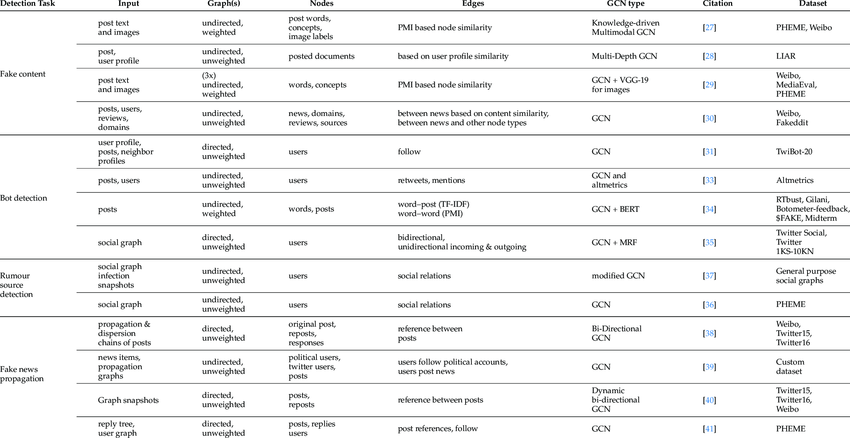 Detection Task Input Graph(s) Nodes Edges GCN type Citation Dataset
Fake content
post text
and images
undirected,
weighted
post words,
concepts,
image labels
PMI based node similarity
Knowledge-driven
Multimodal GCN
[27]
PHEME, Weibo
post,
user profile
undirected,
unweighted
posted documents
based on user profile similarity
Multi-Depth GCN
[28]
LIAR
post text
and images
(3x)
undirected,
weighted
words, concepts
PMI based node similarity
GCN + VGG-19
for images
[29]
Weibo,
MediaEval,
PHEME
posts, users,
reviews,
domains
undirected,
unweighted
news, domains,
reviews, sources
between news based on content similarity,
between news and other node types
GCN
[30]
Weibo,
Fakeddit
Bot detection
user profile,
posts, neighbor
profiles
directed,
unweighted
users
follow
GCN
[31]
TwiBot-20
posts, users
undirected,
unweighted
users
retweets, mentions
GCN and
altmetrics
[33]
Altmetrics
posts
undirected,
weighted
words, posts
word–post (TF-IDF)
word–word (PMI)
GCN + BERT
[34]
RTbust, Gilani,
Botometer-feedback,
$FAKE, Midterm
social graph
directed,
unweighted
users
bidirectional,
unidirectional incoming & outgoing
GCN + MRF
[35]
Twitter Social,
Twitter
1KS-10KN
Rumour
source
detection
social graph
infection
snapshots
undirected,
unweighted
users
social relations
modified GCN
[37]
General purpose
social graphs
social graph
undirected,
unweighted
users
social relations
GCN
[36]
PHEME
Fake news
propagation
propagation &
dispersion
chains of posts
directed,
unweighted
original post,
reposts,
responses
reference between
posts
Bi-Directional
GCN
[38]
Weibo,
Twitter15,
Twitter16
news items,
propagation
graphs
undirected,
unweighted
political users,
twitter users,
posts
users follow political accounts,
users post news
GCN
[39]
Custom
dataset
Graph snapshots
directed,
unweighted
posts,
reposts
reference between posts
Dynamic
bi-directional
GCN
[40]
Twitter15,
Twitter16,
Weibo
reply tree,
user graph
directed,
unweighted
posts, replies
users
post references, follow
GCN
[41]
PHEME